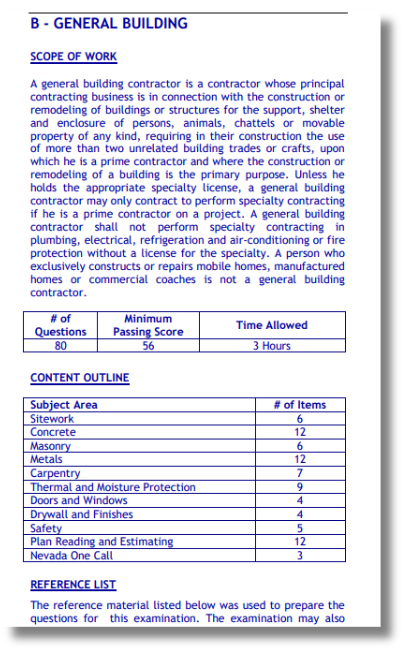 B - GENERAL BUILDING
SCOPE OF WORK
A general building contractor is a contractor whose principal
contracting business is in connection with the construction or
remodeling of buildings or structures for the support, shelter
and enclosure of persons, animals, chattels or movable
property of any kind, requiring in their construction the use
of more than two unrelated building trades or crafts, upon
which he is a prime contractor and where the construction or
remodeling of a building is the primary purpose. Unless he
holds the appropriate specialty license, a general building
contractor may only contract to perform specialty contracting
if he is a prime contractor on a project. A general building
contractor shall not perform specialty contracting in
plumbing, electrical, refrigeration and air-conditioning or fire
protection without a license for the specialty. A person who
exclusively constructs or repairs mobile homes, manufactured
homes or commercial coaches is not a general building
contractor.
# of Questions Minimum Passing Score Time Allowed
80 56 3 Hours
CONTENT OUTLINE
Subject Area # of Items
Sitework 6
Concrete 12
Masonry 6
Metals 12
Carpentry 7
Thermal and Moisture Protection 9
Doors and Windows 4
Drywall and Finishes 4
Safety 5
Plan Reading and Estimating 12
Nevada One Call 3
REFERENCE LIST
The reference material listed below was used to prepare the
questions for this examination. The examination may also